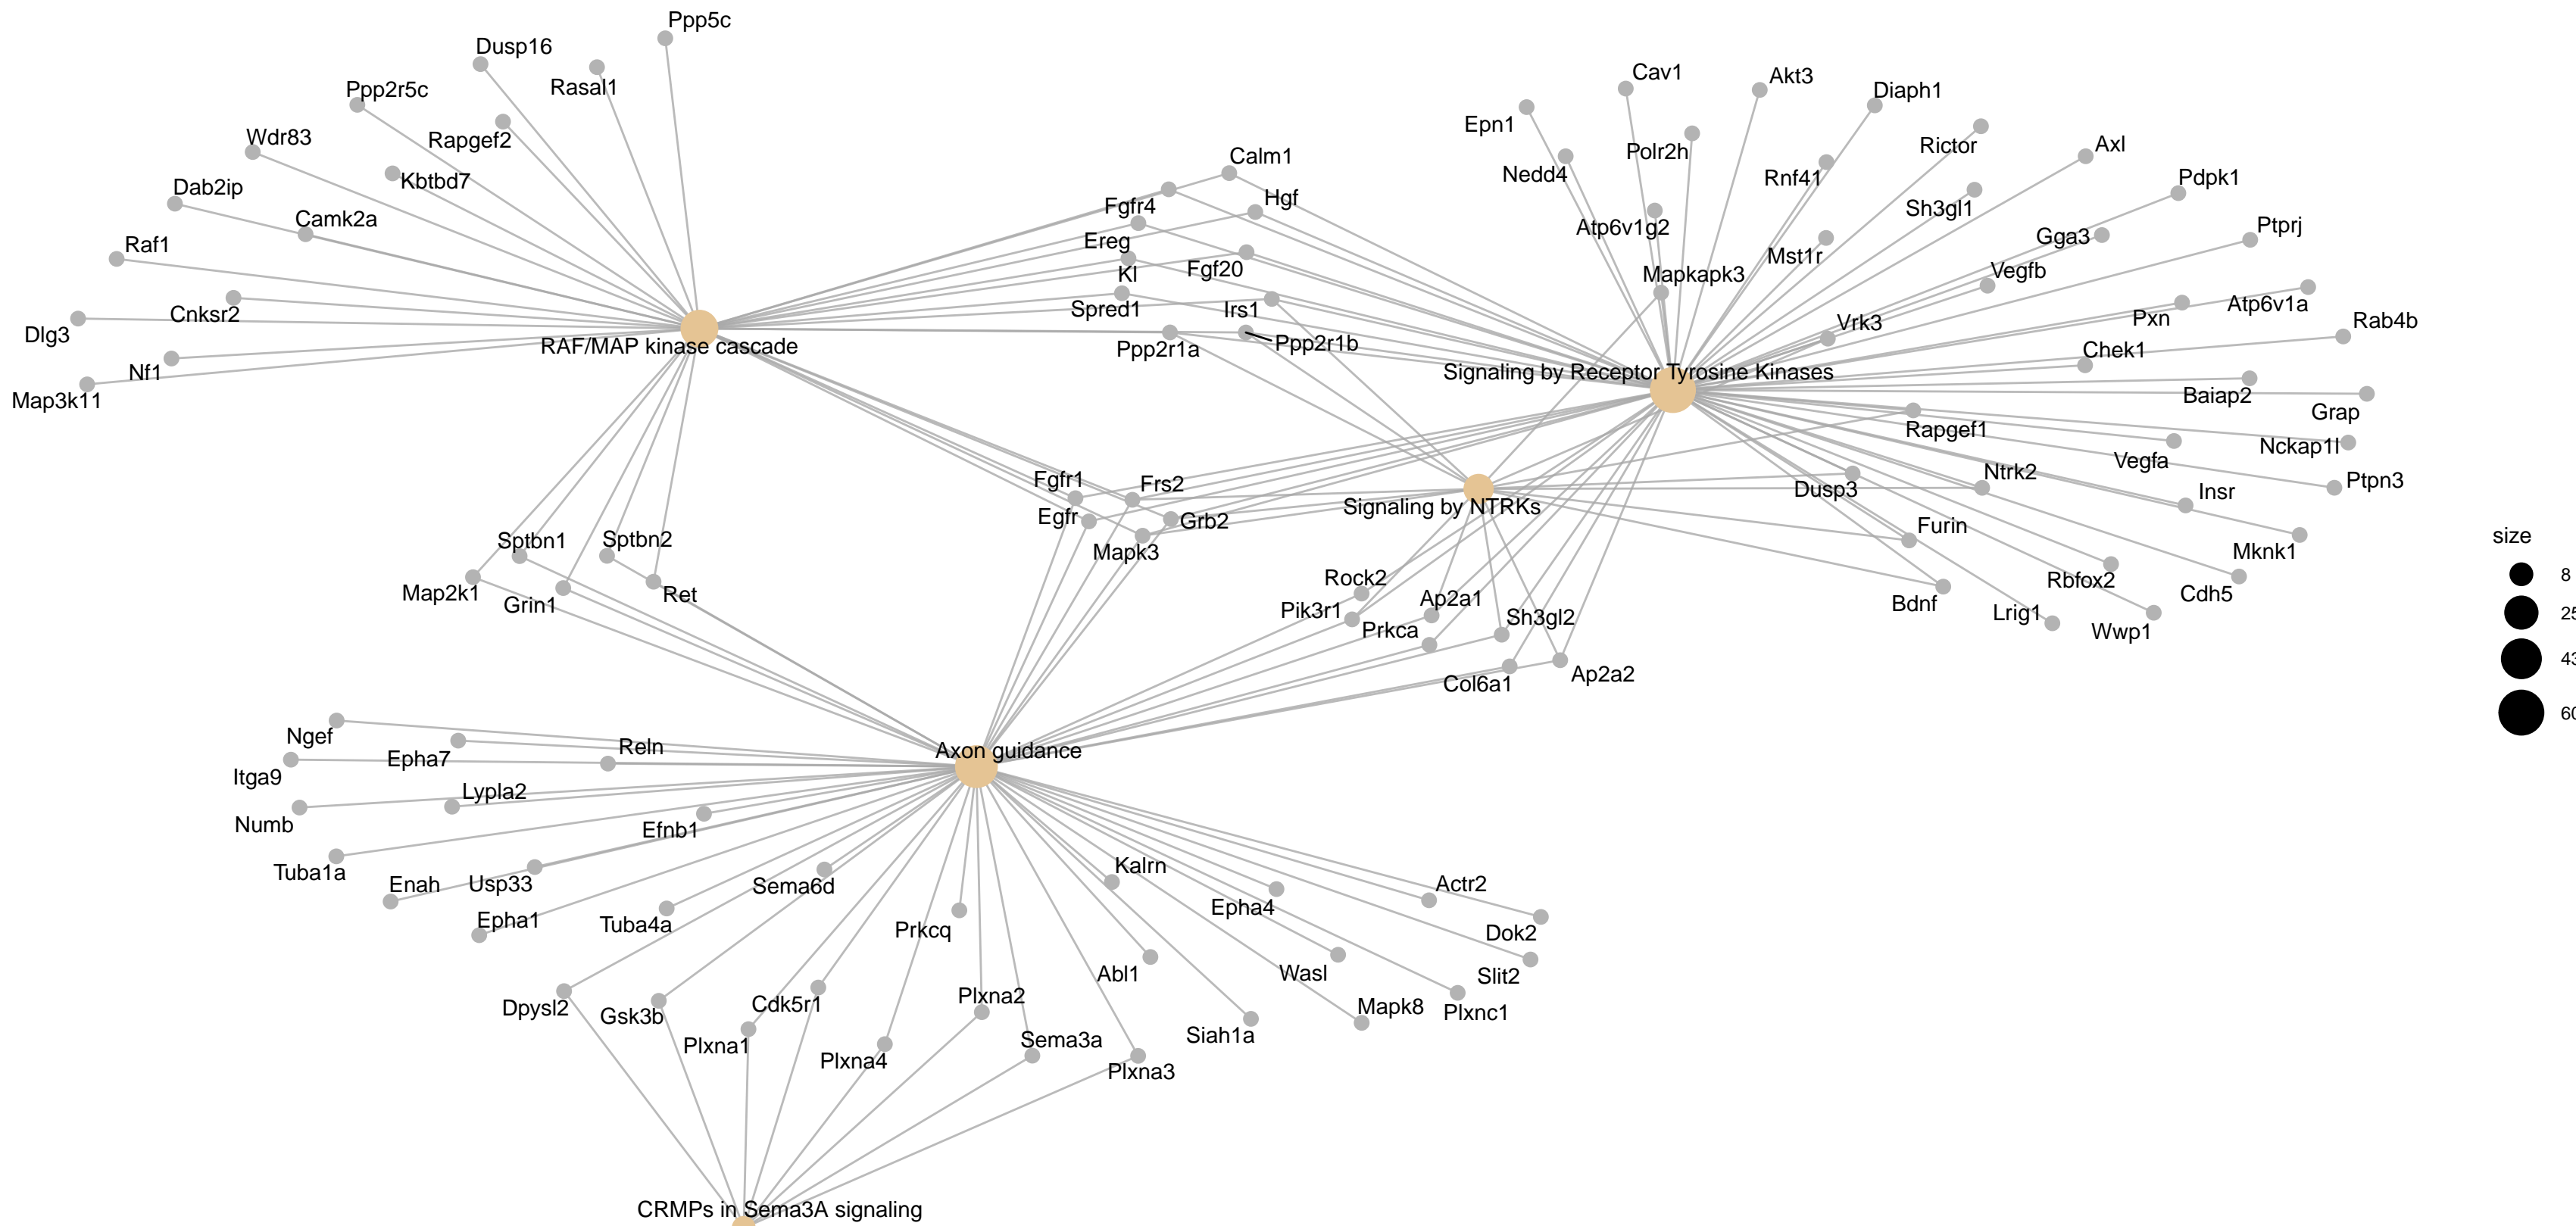 Ppp5c
Dusp16
Rasal1
Ppp2r5c
Rapgef2
Wdr83
Kbtbd7
Dab2ip
Camk2a
Raf1
Cnksr2
Dlg3
Nf1
Map3k11
RAF/MAP kinase cascade
Calm1
Hgf
Fgfr4
Ereg
Kl
Fgf20
Spred1
Irs1
Ppp2r1a
Ppp2r1b
Cav1
Akt3
Diaph1
Epn1
Polr2h
Rictor
Axl
Nedd4
Rnf41
Pdpk1
Sh3gl1
Atp6v1g2
Gga3
Ptprj
Mst1r
Mapkapk3
Vegfb
Atp6v1a
Pxn
Vrk3
Rab4b
Chek1
Signaling by Receptor Tyrosine Kinases
Baiap2
Grap
Rapgef1
Nckap1l
Vegfa
Ntrk2
Ptpn3
Dusp3
Insr
Signaling by NTRKs
Furin
Mknk1
Rbfox2
Cdh5
Bdnf
Lrig1
Wwp1
Fgfr1
Frs2
Egfr
Grb2
Mapk3
Sptbn1
Sptbn2
Map2k1
Grin1
Ret
Rock2
Pik3r1
Ap2a1
Prkca
Sh3gl2
Col6a1
Ap2a2
size
8
25
43
60
Ngef
Epha7
Reln
Axon guidance
Itga9
Lypla2
Numb
Efnb1
Tuba1a
Enah
Usp33
Sema6d
Kalrn
Epha1
Tuba4a
Prkcq
Epha4
Actr2
Dok2
Abl1
Wasl
Slit2
Dpysl2
Gsk3b
Cdk5r1
Plxna2
Mapk8
Plxnc1
Plxna1
Plxna4
Sema3a
Siah1a
Plxna3
CRMPs in Sema3A signaling